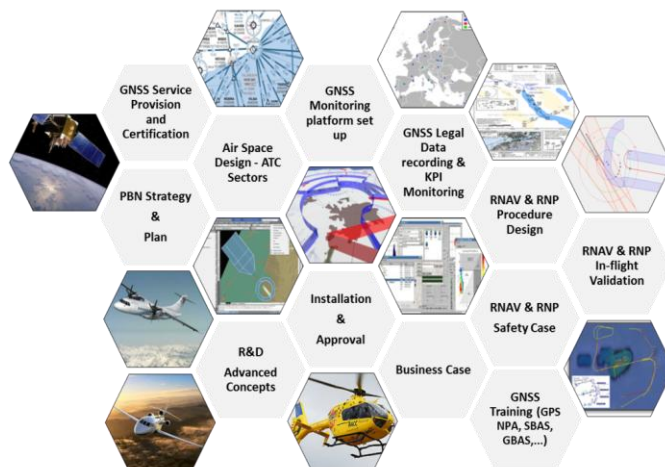 GNSS Service
Provision
and
Certification
GNSS
Monitoring
platform set
up
Air Space
Design - ATC
Sectors
GNSS Legal
Data
recording &
KPI
Monitoring
PBN Strategy
&
Plan
RNAV & RNP
Procedure
Design
RNAV & RNP
In-flight
Validation
Installation
&
Approval
RNAV & RNP
Safety Case
R&D
Advanced
Concepts
Business Case
GNSS
Training (GPS
NPA, SBAS,
GBAS,...)